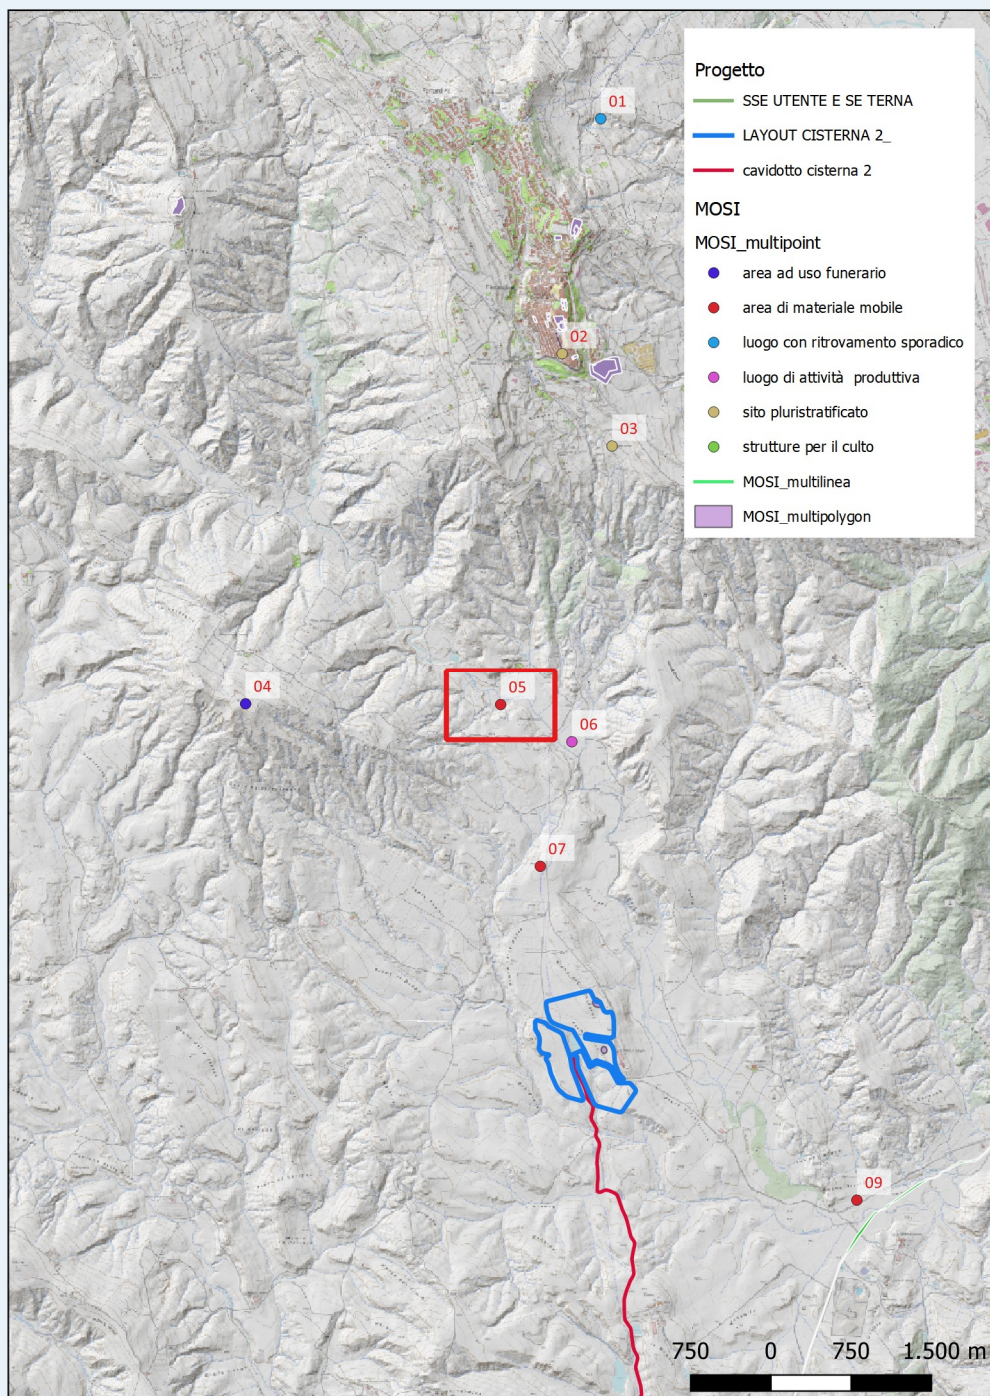 Progetto
SSE UTENTE E SE TERNA
LAYOUT CISTERNA 2_
cavidotto cisterna 2
MOSI
MOSI_multipoint
area ad uso funerario
area di materiale mobile
luogo con ritrovamento sporadico
luogo di attività produttiva
sito pluristratificato
strutture per il culto
MOSI_multilinea
MOSI_multipolygon
01
02
03
04
05
06
07
09
750 0 750 1.500 m